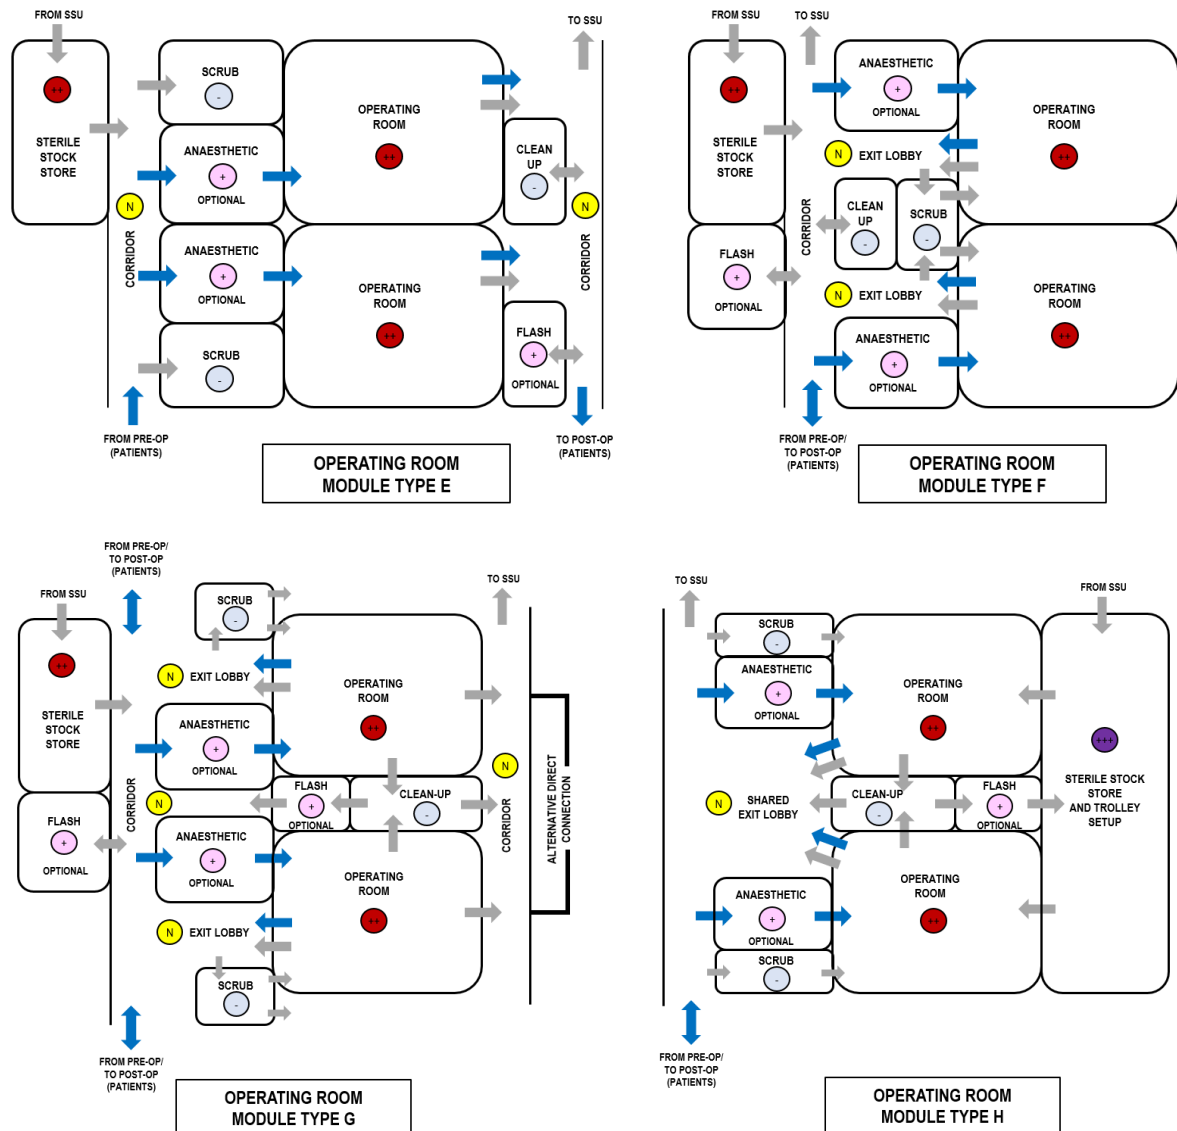 FROM SSU
++
STERILE
STOCK
STORE
N
CORRIDOR
SCRUB
-
ANAESTHETIC
+
OPTIONAL
ANAESTHETIC
+
OPTIONAL
SCRUB
-
OPERATING
ROOM
++
OPERATING
ROOM
++
TO SSU
CLEAN
UP
-
N
CORRIDOR
FLASH
+
OPTIONAL
FROM PRE-OP
(PATIENTS)
TO POST-OP
(PATIENTS)
OPERATING ROOM
MODULE TYPE E
FROM SSU
TO SSU
++
STERILE
STOCK
STORE
FLASH
+
OPTIONAL
CORRIDOR
ANAESTHETIC
+
OPTIONAL
N
EXIT LOBBY
CLEAN
UP
-
SCRUB
-
N
EXIT LOBBY
ANAESTHETIC
+
OPTIONAL
OPERATING
ROOM
++
OPERATING
ROOM
++
FROM PRE-OP/
TO POST-OP
(PATIENTS)
OPERATING ROOM
MODULE TYPE F
FROM PRE-OP/
TO POST-OP
(PATIENTS)
FROM SSU
++
STERILE
STOCK
STORE
FLASH
+
OPTIONAL
CORRIDOR
N
SCRUB
-
N
EXIT LOBBY
ANAESTHETIC
+
OPTIONAL
ANAESTHETIC
+
OPTIONAL
N
EXIT LOBBY
SCRUB
-
OPERATING
ROOM
++
FLASH
+
OPTIONAL
CLEAN-UP
-
OPERATING
ROOM
++
TO SSU
N
CORRIDOR
ALTERNATIVE DIRECT
CONNECTION
FROM PRE-OP/
TO POST-OP
(PATIENTS)
OPERATING ROOM
MODULE TYPE G
TO SSU
SCRUB
-
ANAESTHETIC
+
OPTIONAL
N
SHARED
EXIT LOBBY
ANAESTHETIC
+
OPTIONAL
SCRUB
-
OPERATING
ROOM
++
CLEAN-UP
-
FLASH
+
OPTIONAL
OPERATING
ROOM
++
FROM SSU
+++
STERILE STOCK
STORE
AND TROLLEY
SETUP
FROM PRE-OP/
TO POST-OP
(PATIENTS)
OPERATING ROOM
MODULE TYPE H